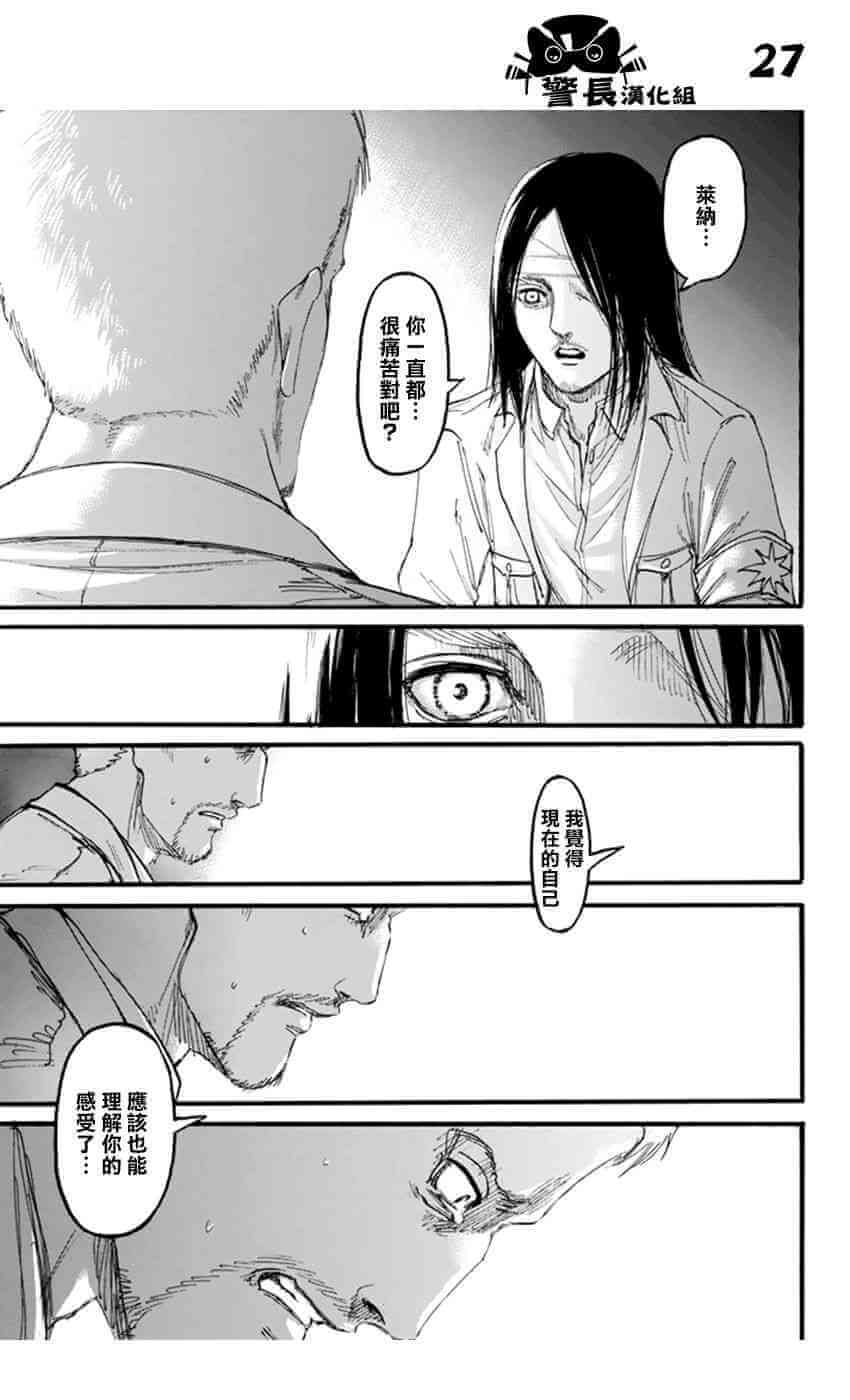 警長漢化組
27
萊納…
你一直都…
很痛苦對吧？
我覺得
現在的自己
應該也能
理解你的
感受了…